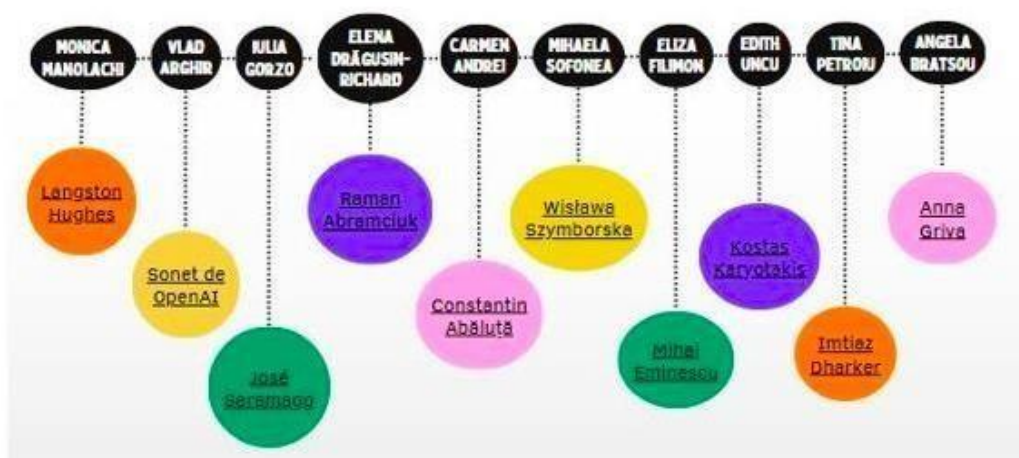 MONICA
MANOLACHI
VLAD
ARGHIR
IULIA
GORZO
ELENA
DRĂGUSIN-
RICHARD
CARMEN
ANDREI
MIHAELA
SOFONEA
ELIZA
FILIMON
EDITH
UNCU
TINA
PETROIU
ANGELA
BRATSOU
Langston
Hughes
Sonet de
OpenAI
José
Saramago
Raman
Abramciuk
Constantin
Abăluță
Wisława
Szymborska
Mihai
Eminescu
Kostas
Karyotakis
Imtiaz
Dharker
Anna
Griva